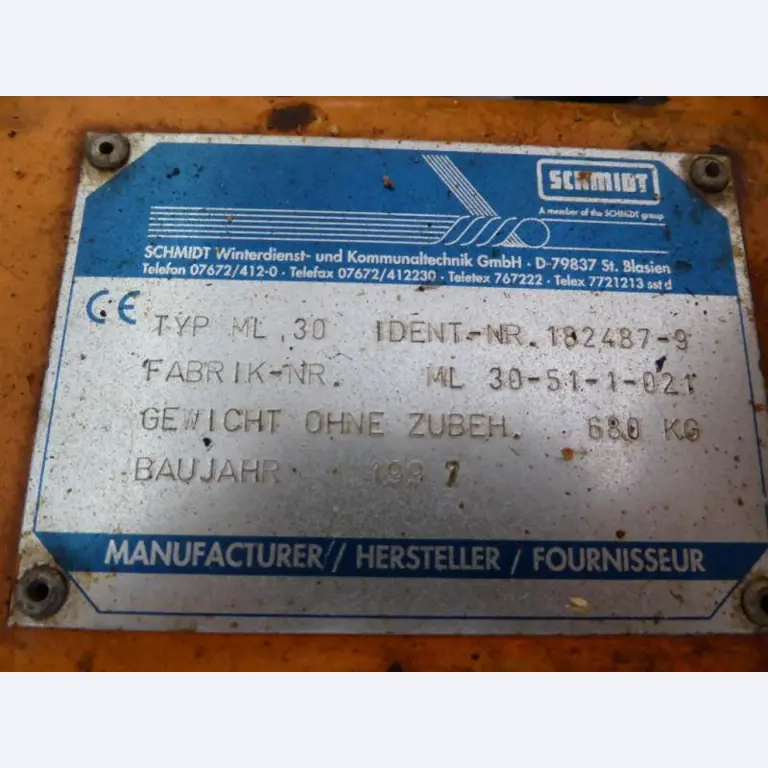 SCHMIDT
A member of the SCHMIDT group
SCHMIDT Winterdienst- und Kommunaltechnik GmbH · D-79837 St. Blasien
Telefon 07672/412-0 · Telefax 07672/412230 · Teletex 767222 · Telex 7721213 sst d
CE
TYP ML 30 IDENT.-NR. 182487-9
FABRIK-NR. ML 30-51-1-021
GEWICHT OHNE ZUBEH. 680 KG
BAUJAHR 1997
MANUFACTURER / HERSTELLER / FOURNISSEUR